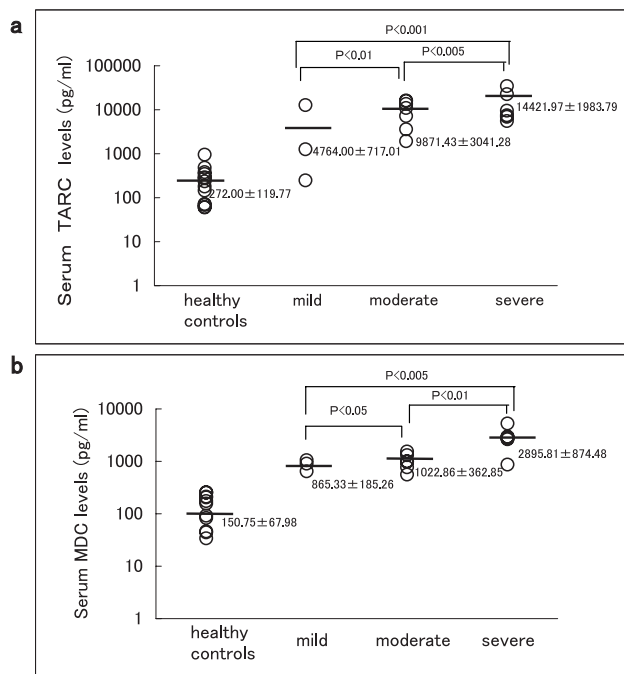 a
P<0.001
P<0.01
P<0.005
100000
10000
1000
100
10
1
Serum TARC levels (pg/ml)
14421.97±1983.79
9871.43±3041.28
4764.00±717.01
272.00±119.77
healthy controls
mild
moderate
severe
b
P<0.005
P<0.01
P<0.05
10000
1000
100
10
1
Serum MDC levels (pg/ml)
2895.81±874.48
1022.86±362.85
865.33±185.26
150.75±67.98
healthy
controls
mild
moderate
severe